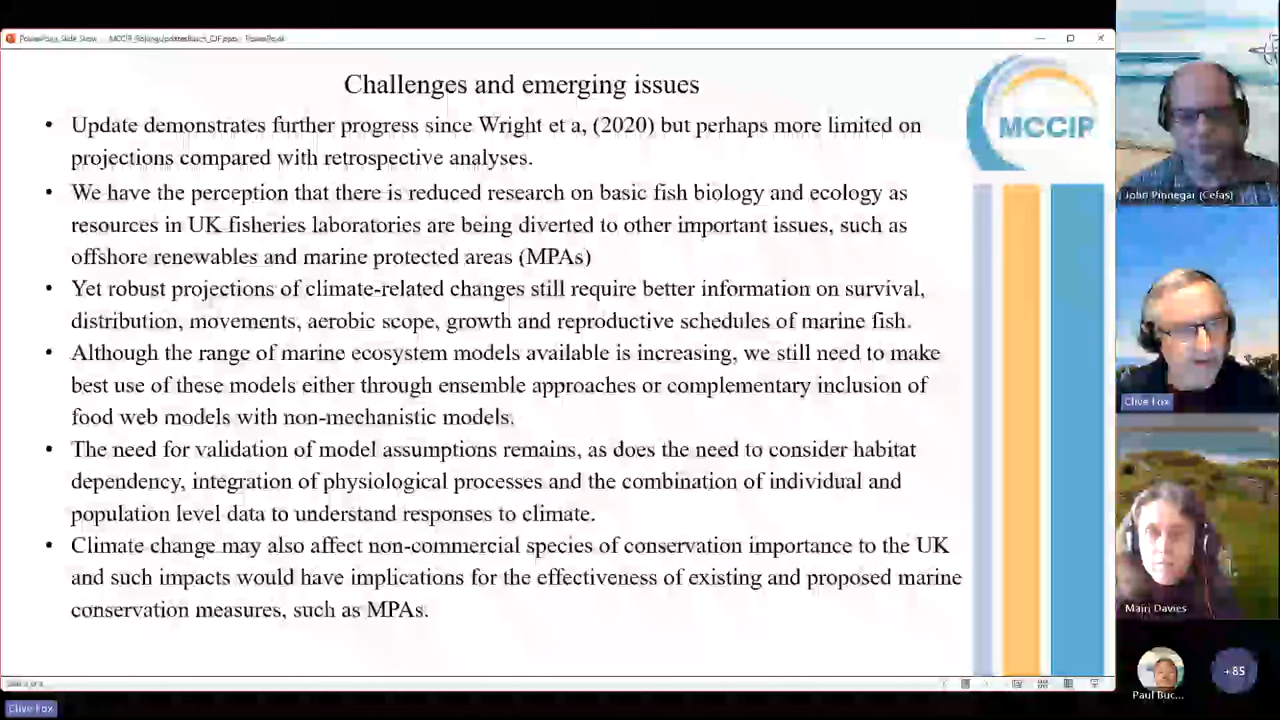 PowerPoint Slide Show
Challenges and emerging issues
• Update demonstrates further progress since Wright et a, (2020) but perhaps more limited on
projections compared with retrospective analyses.
• We have the perception that there is reduced research on basic fish biology and ecology as
resources in UK fisheries laboratories are being diverted to other important issues, such as
offshore renewables and marine protected areas (MPAs)
• Yet robust projections of climate-related changes still require better information on survival,
distribution, movements, aerobic scope, growth and reproductive schedules of marine fish.
• Although the range of marine ecosystem models available is increasing, we still need to make
best use of these models either through ensemble approaches or complementary inclusion of
food web models with non-mechanistic models.
• The need for validation of model assumptions remains, as does the need to consider habitat
dependency, integration of physiological processes and the combination of individual and
population level data to understand responses to climate.
• Climate change may also affect non-commercial species of conservation importance to the UK
and such impacts would have implications for the effectiveness of existing and proposed marine
conservation measures, such as MPAs.
MCCIP
John Pinnegar (Cefas)
Clive Fox
Mairi Davies
Paul Buc...
+85
Clive Fox